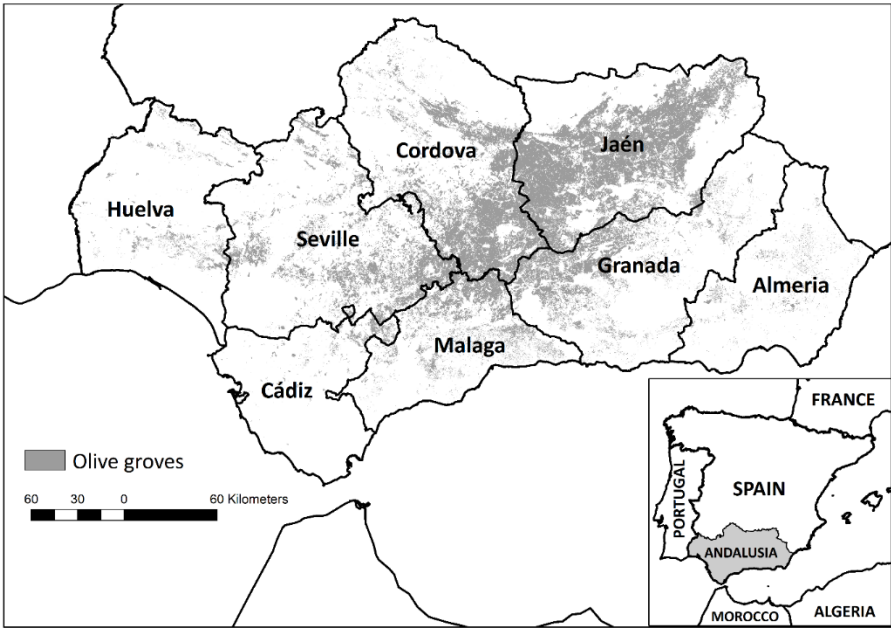 Cordova
Jaén
Huelva
Seville
Granada
Almeria
Malaga
Cádiz
Olive groves
60 30 0 60 Kilometers
FRANCE
PORTUGAL
SPAIN
ANDALUSIA
MOROCCO
ALGERIA